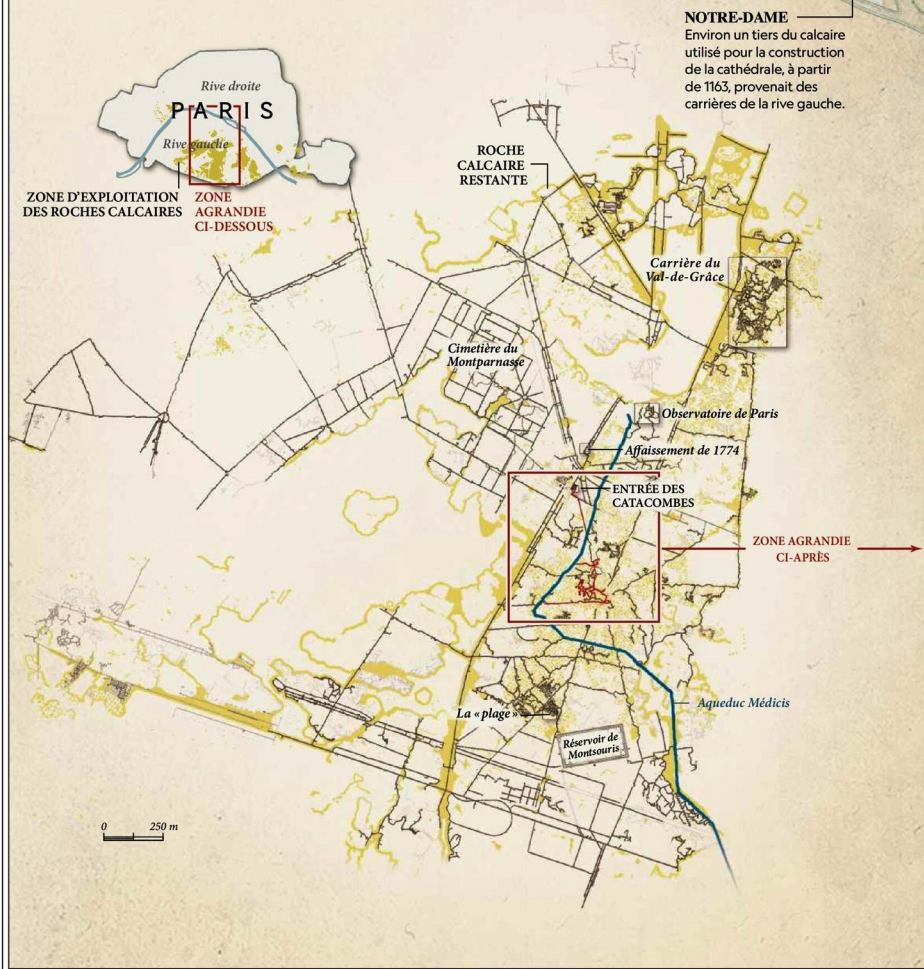 NOTRE-DAME
Environ un tiers du calcaire
utilisé pour la construction
de la cathédrale, à partir
de 1163, provenait des
carrières de la rive gauche.
Rive droite
PARIS
Rive gauche
ZONE D'EXPLOITATION
DES ROCHES CALCAIRES
ZONE
AGRANDIE
CI-DESSOUS
ROCHE
CALCAIRE
RESTANTE
Carrière du
Val-de-Grâce
Cimetière du
Montparnasse
Observatoire de Paris
Affaissement de 1774
ENTRÉE DES
CATACOMBES
ZONE AGRANDIE
CI-APRÈS
Aqueduc Médicis
La « plage »
Réservoir de
Montsouris
0 250 m